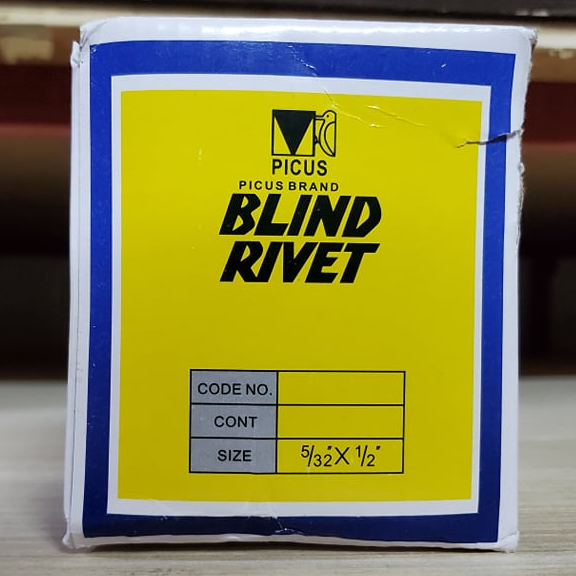 PICUS
PICUS BRAND
BLIND
RIVET
CODE NO.
CONT
SIZE 5/32" X 1/2"